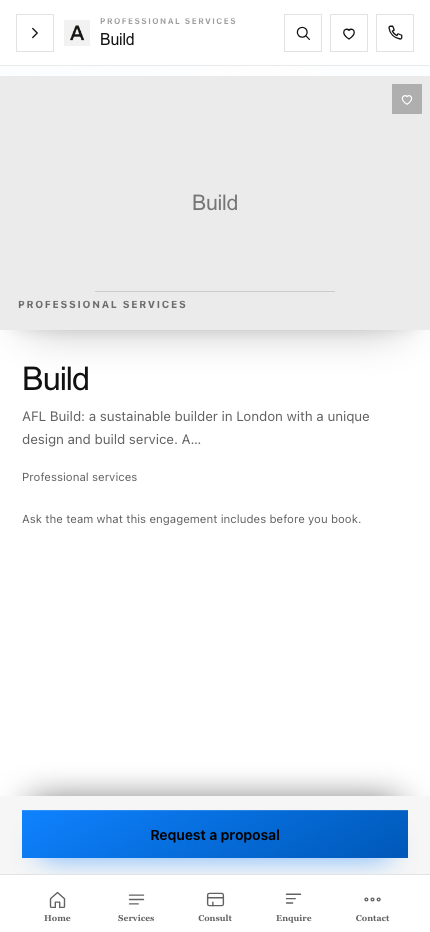 A
PROFESSIONAL SERVICES
Build
Build
PROFESSIONAL SERVICES
Build
AFL Build: a sustainable builder in London with a unique
design and build service. A...
Professional services
Ask the team what this engagement includes before you book.
Request a proposal
Home
Services
Consult
Enquire
Contact